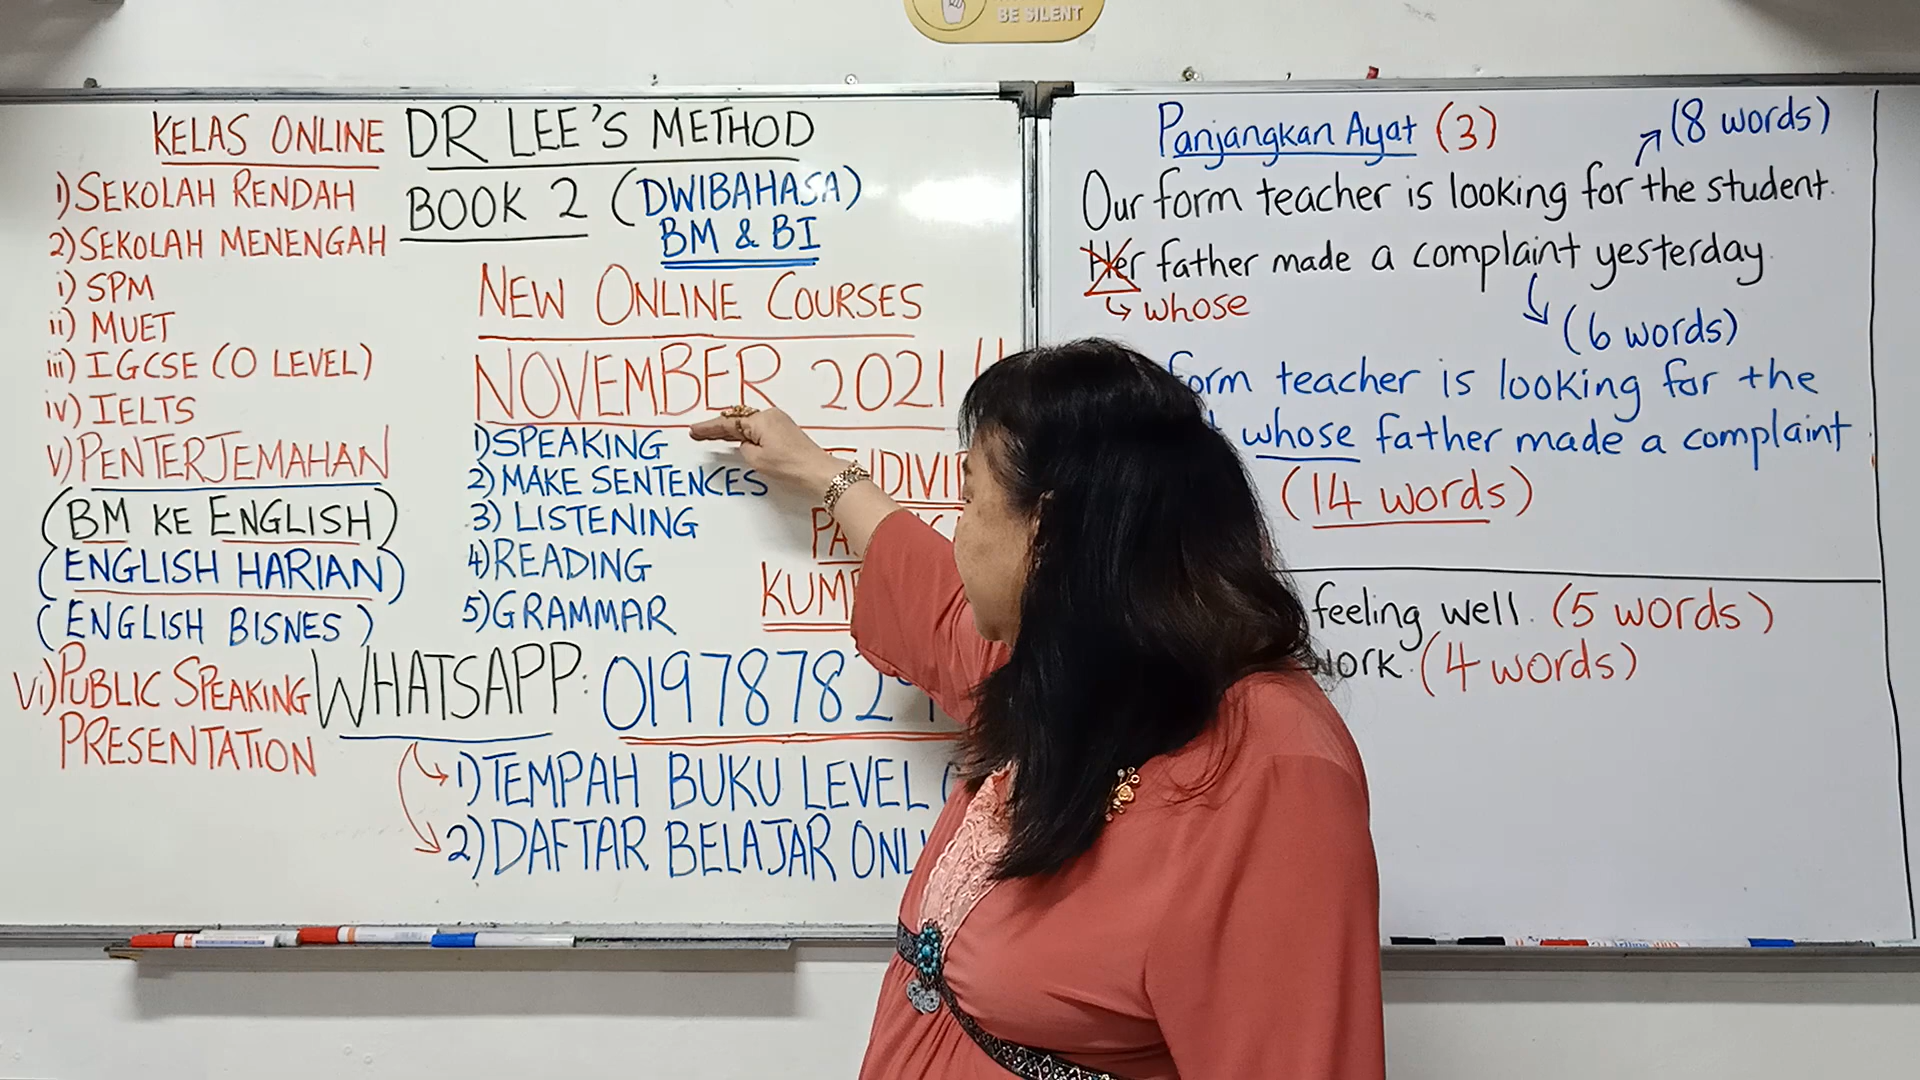 BE SILENT
KELAS ONLINE
1) SEKOLAH RENDAH
2) SEKOLAH MENENGAH
i) SPM
ii) MUET
iii) IGCSE (O LEVEL)
iv) IELTS
v) PENTERJEMAHAN
(BM KE ENGLISH)
(ENGLISH HARIAN)
(ENGLISH BISNES)
vi) PUBLIC SPEAKING
PRESENTATION
DR LEE'S METHOD
BOOK 2 (DWIBAHASA)
BM & BI
NEW ONLINE COURSES
NOVEMBER 2021
1) SPEAKING
2) MAKE SENTENCES
3) LISTENING
4) READING
5) GRAMMAR
WHATSAPP: 01978782
1) TEMPAH BUKU LEVEL
2) DAFTAR BELAJAR
Panjangkan Ayat (3)
(8 words)
Our form teacher is looking for the student.
Her father made a complaint yesterday.
whose
(6 words)
form teacher is looking for the
whose father made a complaint
(14 words)
feeling well. (5 words)
work. (4 words)